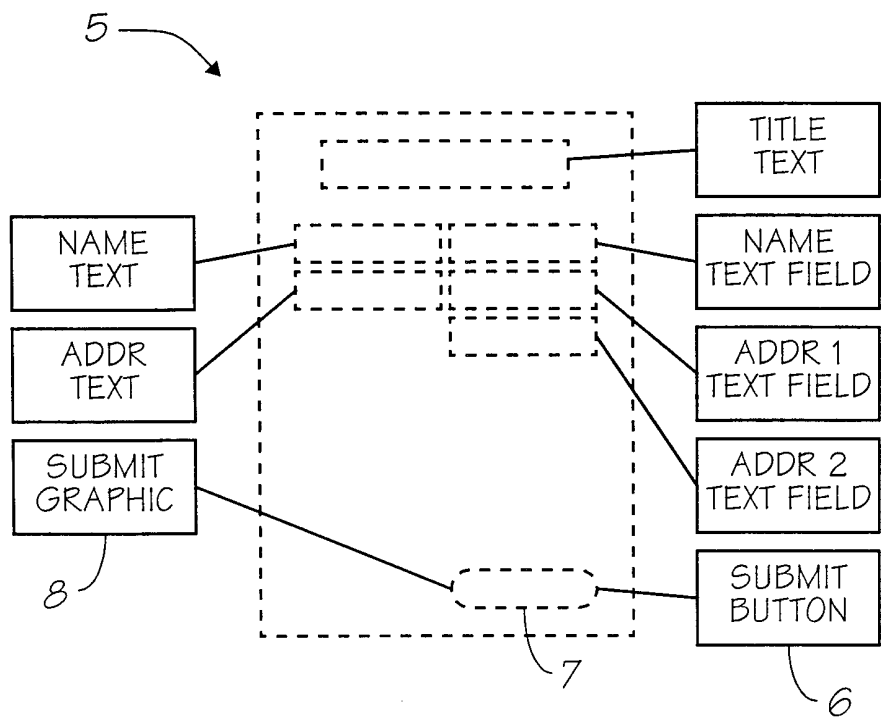 5
TITLE
TEXT
NAME
TEXT
NAME
TEXT FIELD
ADDR
TEXT
ADDR 1
TEXT FIELD
SUBMIT
GRAPHIC
ADDR 2
TEXT FIELD
8
SUBMIT
BUTTON
7
6